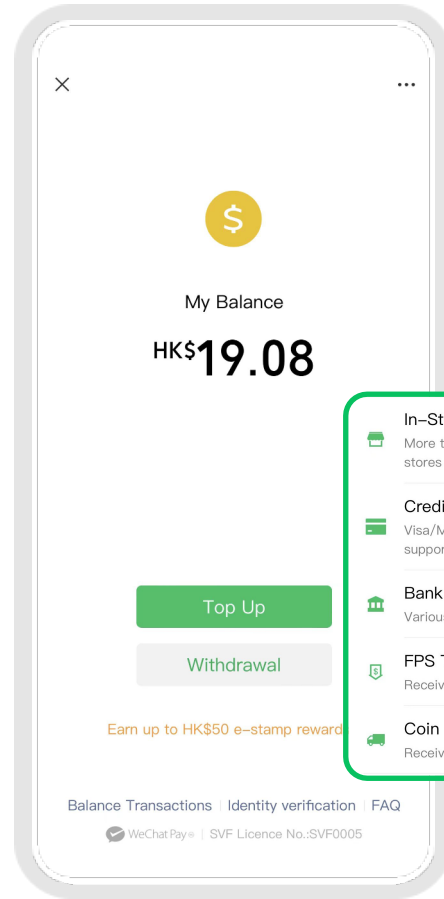 My Balance
HK$19.08
Top Up
Withdrawal
Earn up to HK$50 e-stamp reward
Balance Transactions | Identity verification | FAQ
WeChat Pay | SVF Licence No.:SVF0005
In-St
More t
stores
Credi
Visa/M
suppor
Bank
Variou
FPS T
Receiv
Coin
Receiv